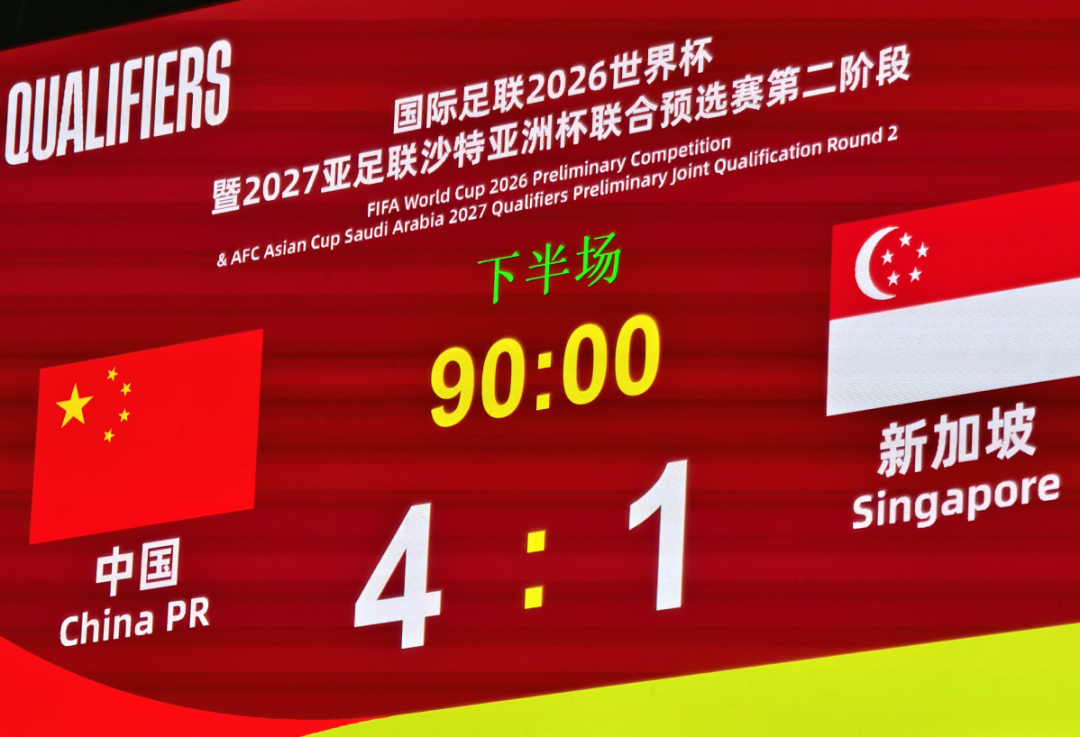 QUALIFIERS
国际足联2026世界杯
暨2027亚足联沙特亚洲杯联合预选赛第二阶段
FIFA World Cup 2026 Preliminary Competition
& AFC Asian Cup Saudi Arabia 2027 Qualifiers Preliminary Joint Qualification Round 2
下半场
90:00
4 : 1
中国
China PR
新加坡
Singapore